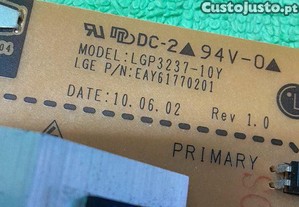 Custojusto.pt
DC-2▲ 94V-0▲
MODEL:LGP3237-10Y
LGE P/N:EAY61770201
DATE:10.06.02 Rev 1.0
PRIMARY